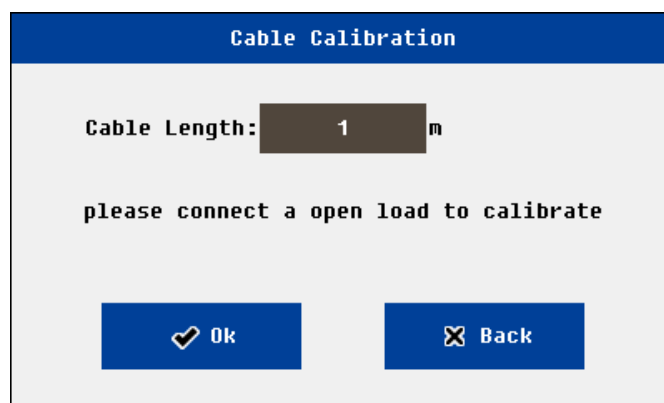 Cable Calibration
Cable Length: 1 m
please connect a open load to calibrate
Ok Back